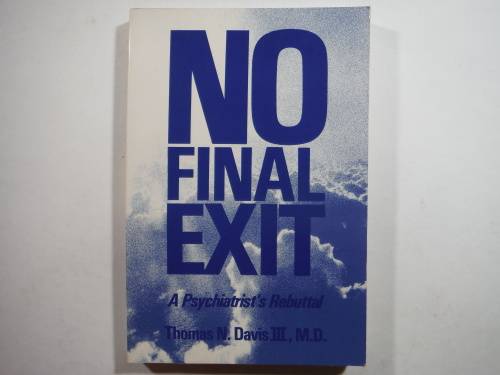 NO
FINAL
EXIT
A Psychiatrist's Rebuttal
Thomas N. Davis III, M.D.